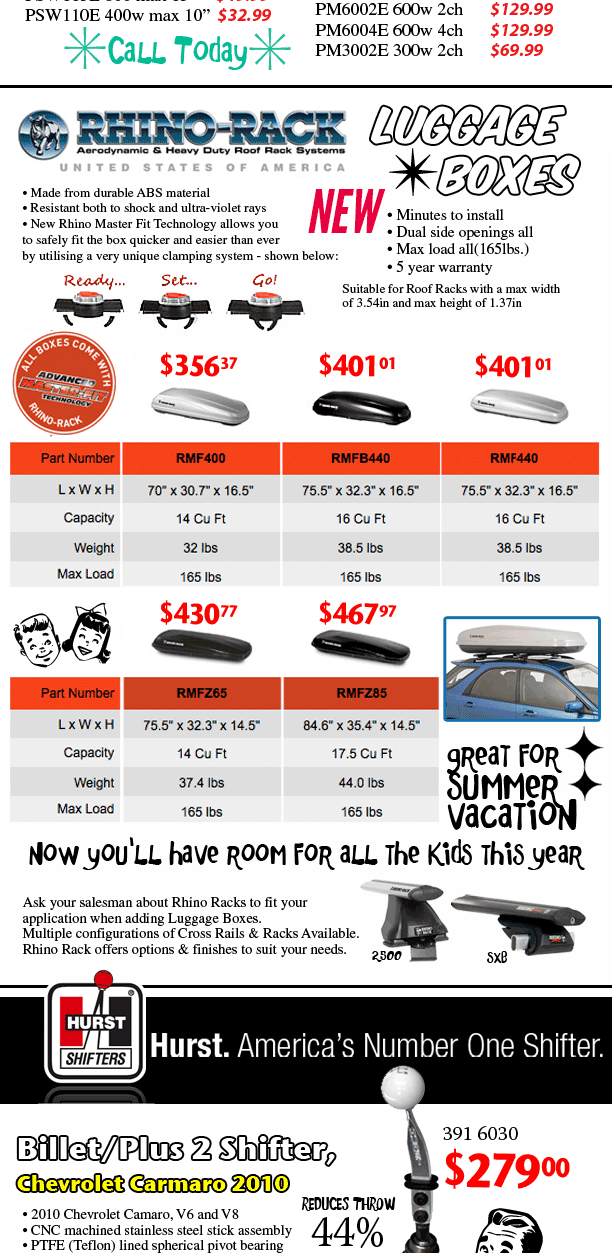 PSW110E 400w max 10” $32.99
Call Today
PM6002E 600w 2ch $129.99
PM6004E 600w 4ch $129.99
PM3002E 300w 2ch $69.99
RHINO-RACK
Aerodynamic & Heavy Duty Roof Rack Systems
UNITED STATES OF AMERICA
LUGGAGE
BOXES
• Made from durable ABS material
• Resistant both to shock and ultra-violet rays
• New Rhino Master Fit Technology allows you
to safely fit the box quicker and easier than ever
by utilising a very unique clamping system - shown below:
NEW
• Minutes to install
• Dual side openings all
• Max load all(165lbs.)
• 5 year warranty
Suitable for Roof Racks with a max width
of 3.54in and max height of 1.37in
Ready... Set... Go!
ALL BOXES COME WITH
ADVANCED
MASTER-FIT
TECHNOLOGY
RHINO-RACK
$356 37 $401 01 $401 01
Part Number RMF400 RMFB440 RMF440
L x W x H 70" x 30.7" x 16.5" 75.5" x 32.3" x 16.5" 75.5" x 32.3" x 16.5"
Capacity 14 Cu Ft 16 Cu Ft 16 Cu Ft
Weight 32 lbs 38.5 lbs 38.5 lbs
Max Load 165 lbs 165 lbs 165 lbs
$430 77 $467 97
Part Number RMFZ65 RMFZ85
L x W x H 75.5" x 32.3" x 14.5" 84.6" x 35.4" x 14.5"
Capacity 14 Cu Ft 17.5 Cu Ft
Weight 37.4 lbs 44.0 lbs
Max Load 165 lbs 165 lbs
GREAT FOR
SUMMER
VACATION
NOW YOU'LL HAVE ROOM FOR ALL THE KIDS THIS YEAR
Ask your salesman about Rhino Racks to fit your
application when adding Luggage Boxes.
Multiple configurations of Cross Rails & Racks Available.
Rhino Rack offers options & finishes to suit your needs.
2500 SXB
HURST
SHIFTERS
Hurst. America's Number One Shifter.
Billet/Plus 2 Shifter,
Chevrolet Carmaro 2010
• 2010 Chevrolet Camaro, V6 and V8
• CNC machined stainless steel stick assembly
• PTFE (Teflon) lined spherical pivot bearing
REDUCES THROW
44%
391 6030
$279 00